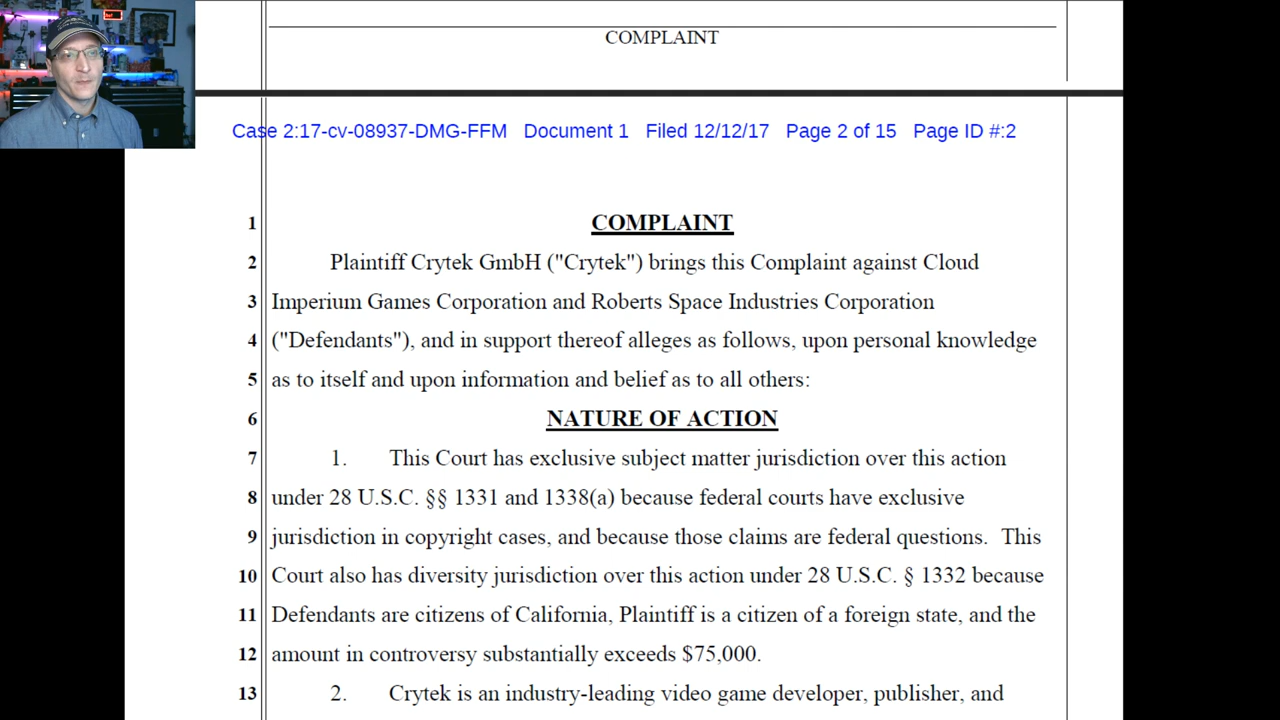 COMPLAINT
Case 2:17-cv-08937-DMG-FFM Document 1 Filed 12/12/17 Page 2 of 15 Page ID #:2
1 COMPLAINT
2 Plaintiff Crytek GmbH ("Crytek") brings this Complaint against Cloud
3 Imperium Games Corporation and Roberts Space Industries Corporation
4 ("Defendants"), and in support thereof alleges as follows, upon personal knowledge
5 as to itself and upon information and belief as to all others:
6 NATURE OF ACTION
7 1. This Court has exclusive subject matter jurisdiction over this action
8 under 28 U.S.C. §§ 1331 and 1338(a) because federal courts have exclusive
9 jurisdiction in copyright cases, and because those claims are federal questions. This
10 Court also has diversity jurisdiction over this action under 28 U.S.C. § 1332 because
11 Defendants are citizens of California, Plaintiff is a citizen of a foreign state, and the
12 amount in controversy substantially exceeds $75,000.
13 2. Crytek is an industry-leading video game developer, publisher, and